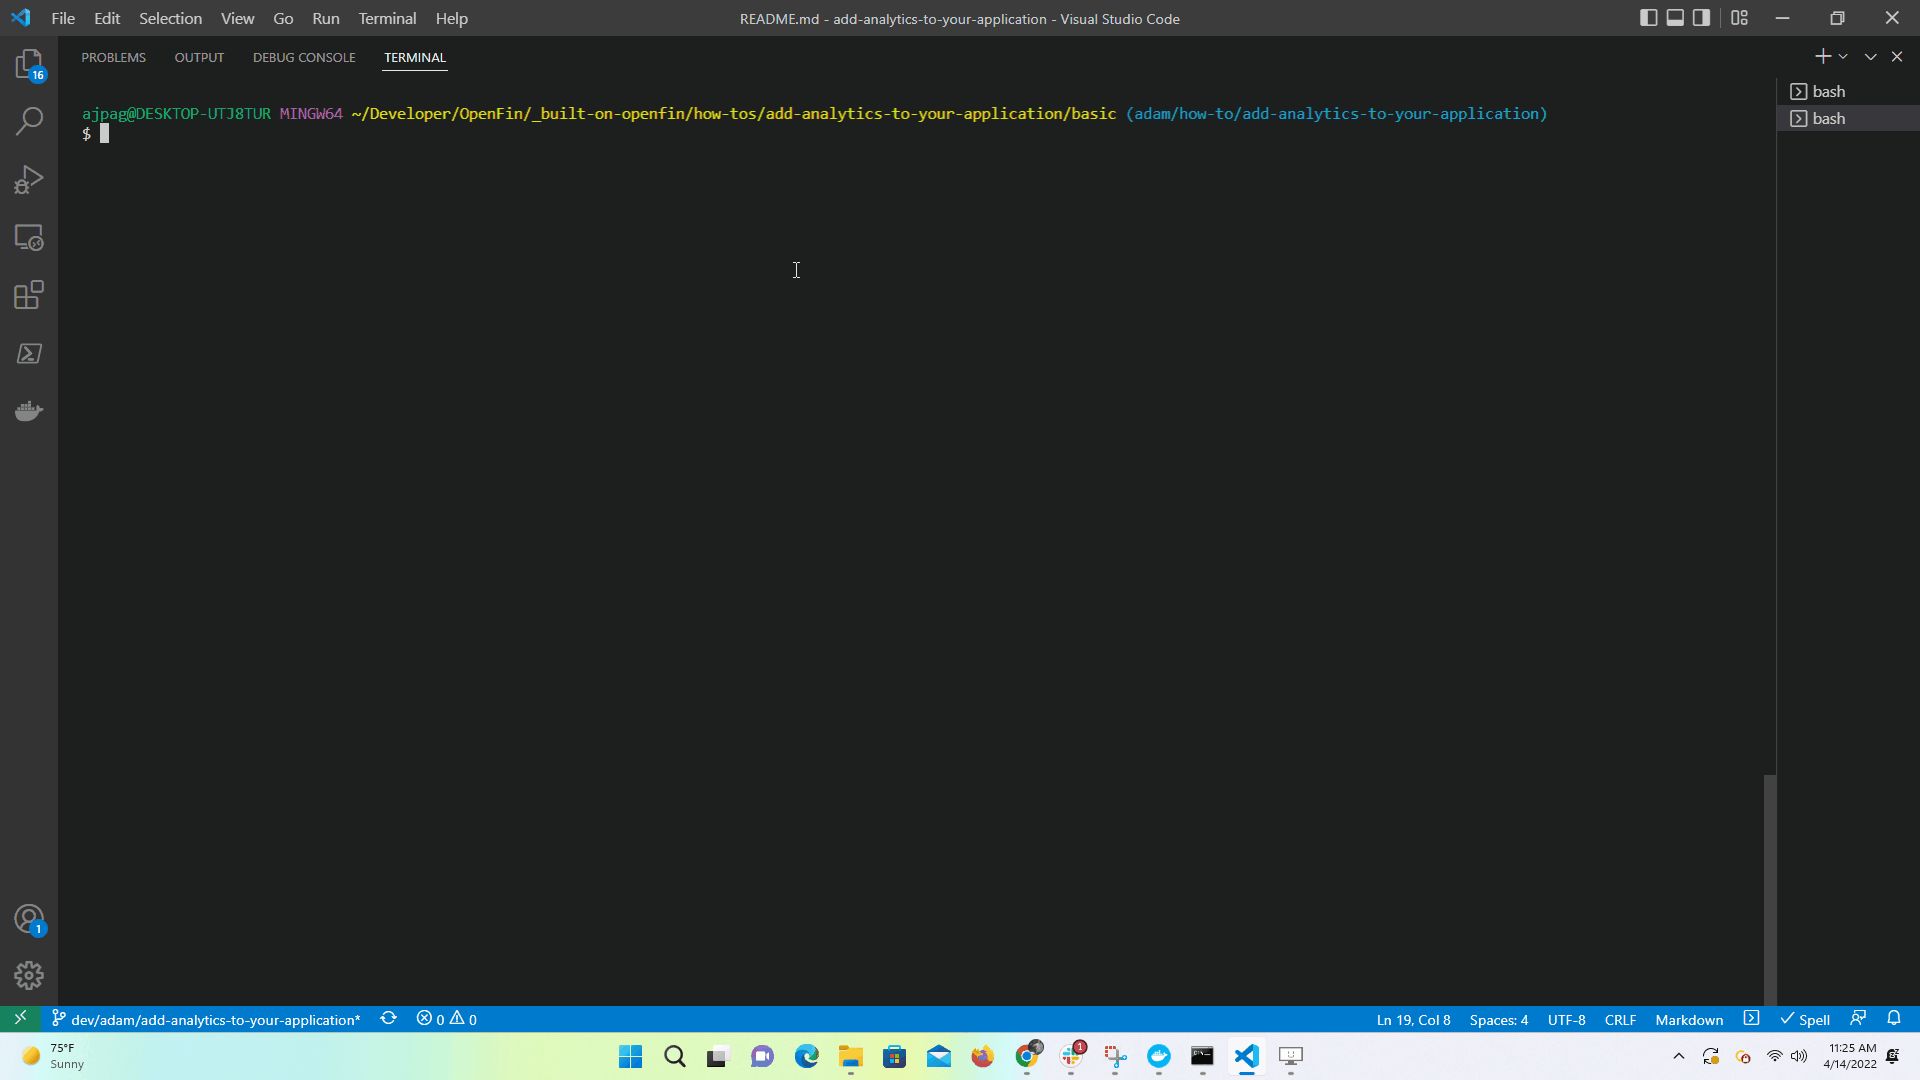 File Edit Selection View Go Run Terminal Help
README.md - add-analytics-to-your-application - Visual Studio Code
PROBLEMS OUTPUT DEBUG CONSOLE TERMINAL
16
ajpag@DESKTOP-UTJ8TUR MINGW64 ~/Developer/OpenFin/_built-on-openfin/how-tos/add-analytics-to-your-application/basic (adam/how-to/add-analytics-to-your-application)
$
bash
bash
1
dev/adam/add-analytics-to-your-application* 0 0
Ln 19, Col 8 Spaces: 4 UTF-8 CRLF Markdown Spell
75°F
Sunny
1
11:25 AM
4/14/2022